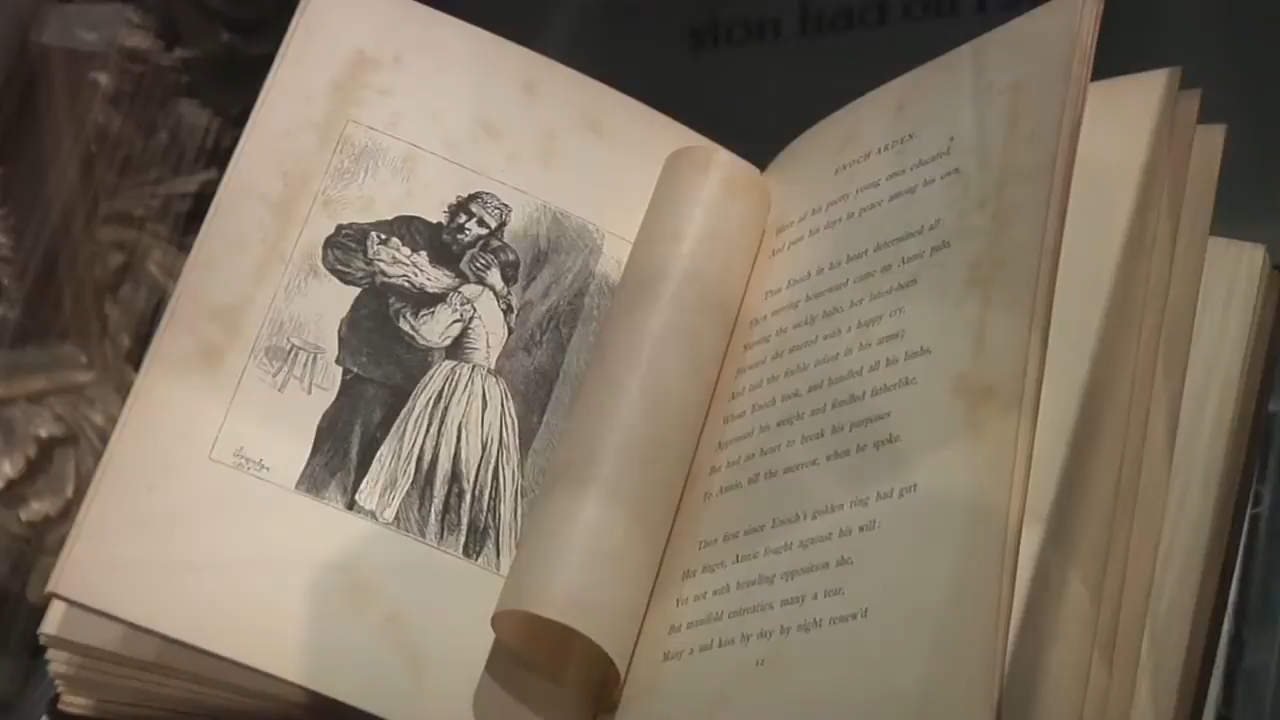 sion had on
ENOCH ARDEN.
Have all his pretty young ones educated,
And pass his days in peace among his own.
Thus Enoch in his heart determined all:
Then moving homeward came on Annie pale,
Nursing the sickly babe, her latest-born.
Forward she started with a happy cry,
And laid the feeble infant in his arms;
Whom Enoch took, and handled all his limbs,
Appraised his weight and fondled fatherlike,
But had no heart to break his purposes
To Annie, till the morrow, when he spoke.
Then first since Enoch's golden ring had girt
Her finger, Annie fought against his will:
Yet not with brawling opposition she,
But manifold entreaties, many a tear,
Many a sad kiss by day by night renew'd